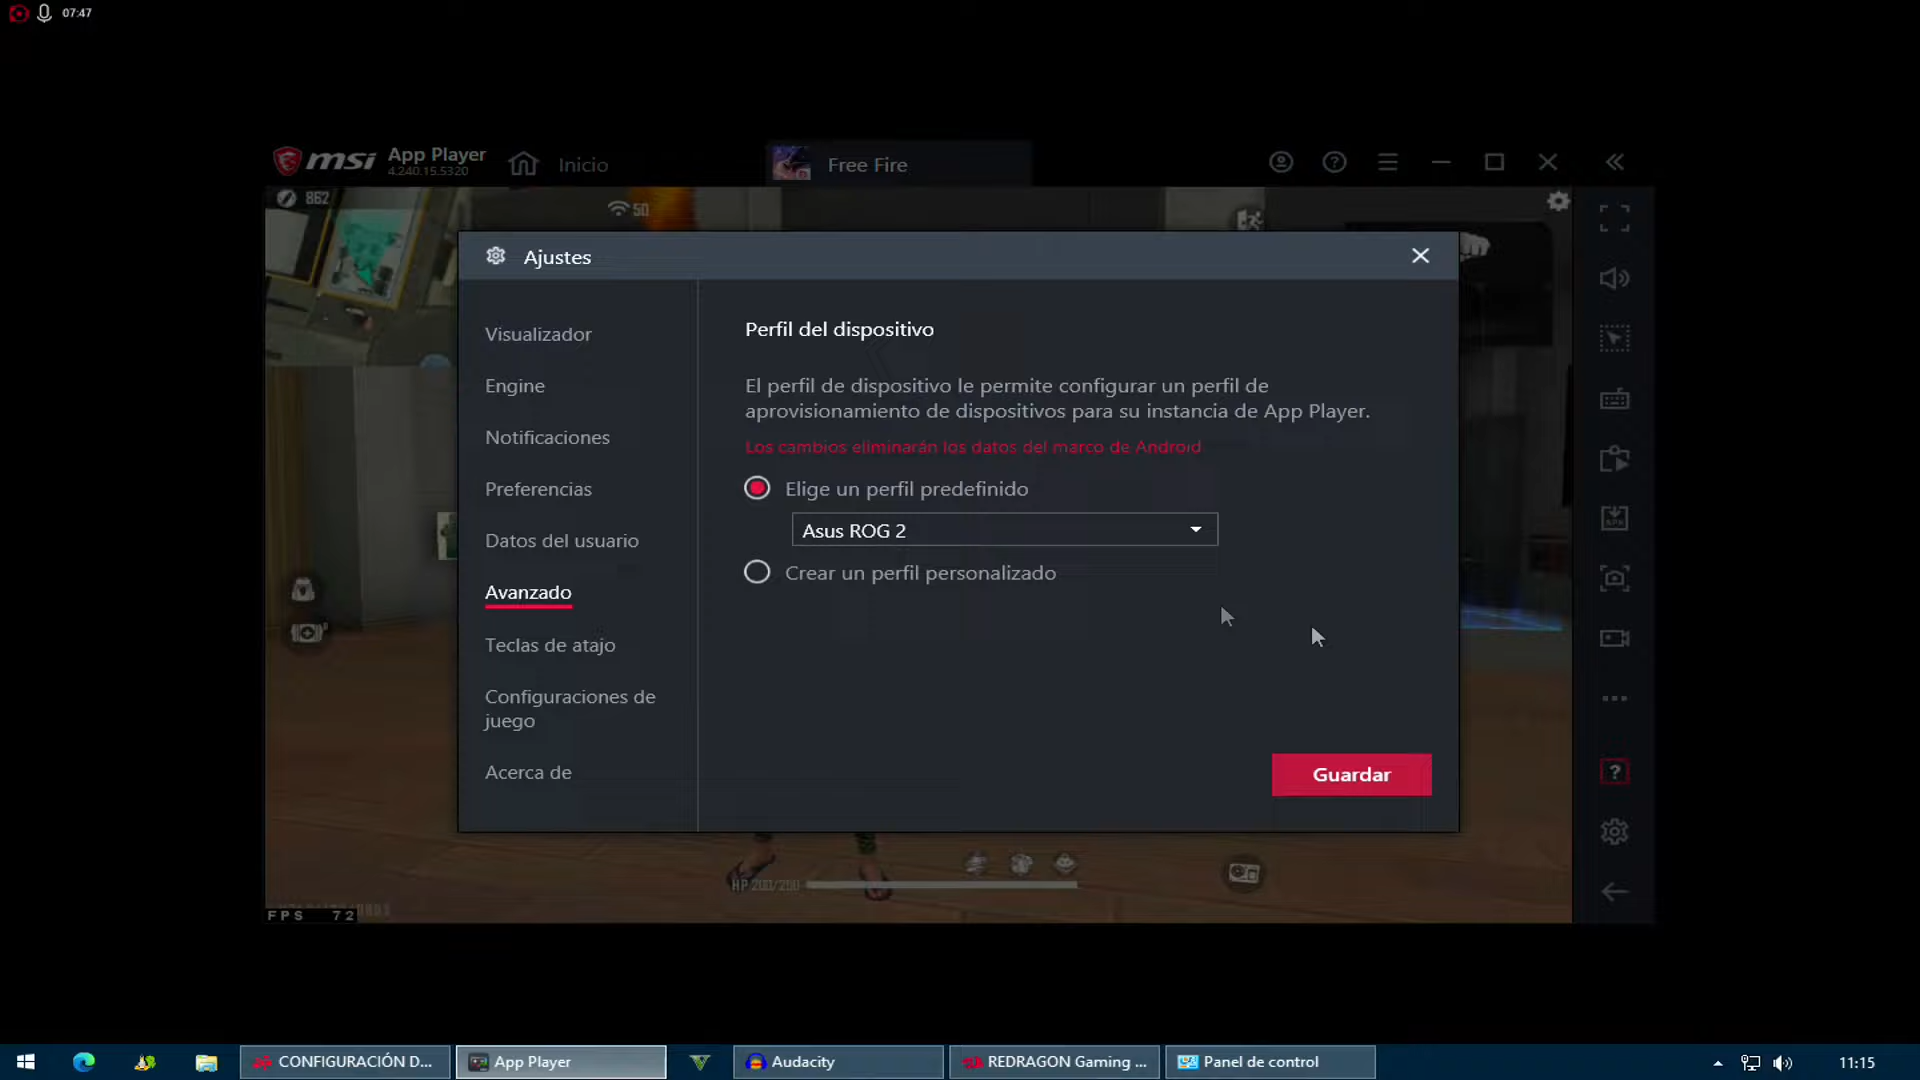 07:47
msi App Player
4.240.15.5320
Inicio
Free Fire
862
50
Ajustes
Visualizador
Engine
Notificaciones
Preferencias
Datos del usuario
Avanzado
Teclas de atajo
Configuraciones de
juego
Acerca de
Perfil del dispositivo
El perfil de dispositivo le permite configurar un perfil de
aprovisionamiento de dispositivos para su instancia de App Player.
Los cambios eliminarán los datos del marco de Android
Elige un perfil predefinido
Asus ROG 2
Crear un perfil personalizado
Guardar
HP 200/250
FPS 72
CONFIGURACIÓN D...
App Player
Audacity
REDRAGON Gaming ...
Panel de control
11:15